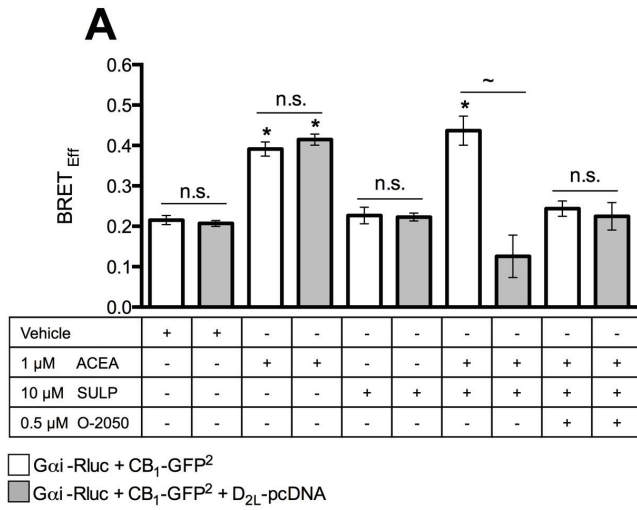 A
BRET Eff
0.6
0.5
0.4
0.3
0.2
0.1
0.0
n.s.
n.s.
* *
n.s.
~
*
n.s.
Vehicle + + - - - - - - - -
1 µM ACEA - - + + - - + + + +
10 µM SULP - - - - + + + + + +
0.5 µM O-2050 - - - - - - - - + +
Gαi -Rluc + CB₁-GFP²
Gαi -Rluc + CB₁-GFP² + D₂L-pcDNA